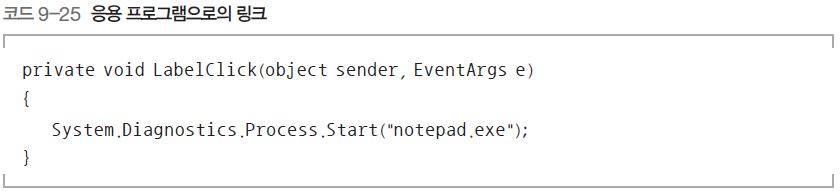 코드 9-25 응용 프로그램으로의 링크
private void LabelClick(object sender, EventArgs e)
{
System.Diagnostics.Process.Start("notepad.exe");
}